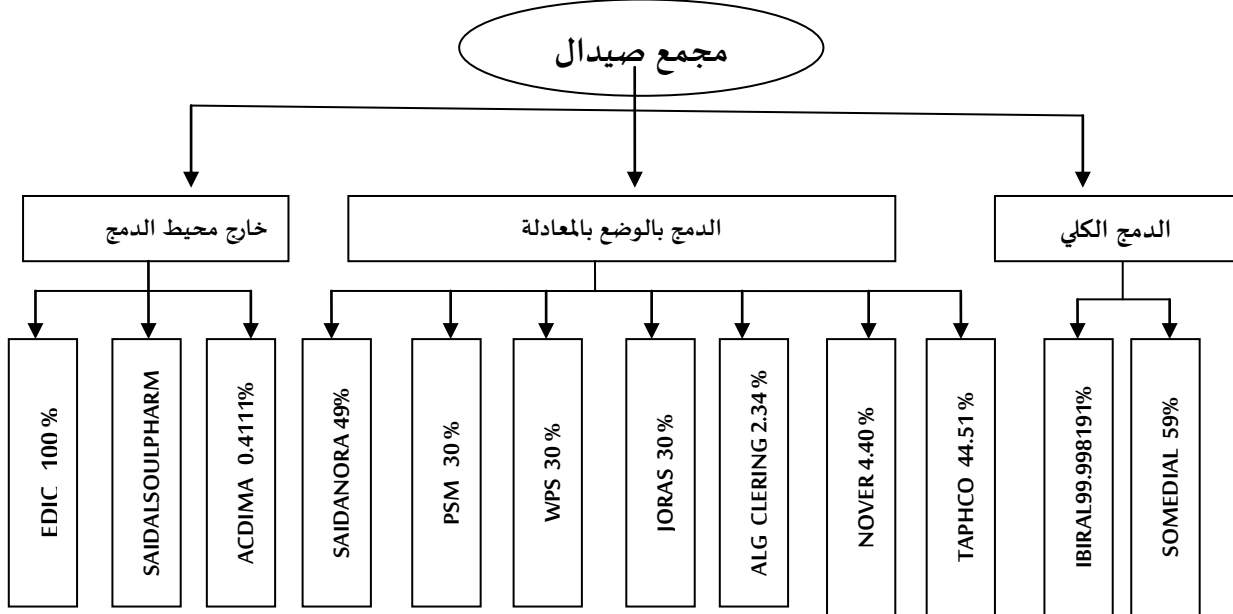 مجمع صيدال
الدمج الكلي
الدمج بالوضع بالمعادلة
خارج محيط الدمج
SOMEDIAL 59%
IBIRAL99.998191%
TAPHCO 44.51 %
NOVER 4.40 %
ALG CLERING 2.34 %
JORAS 30 %
WPS 30 %
PSM 30 %
SAIDANORA 49%
ACDIMA 0.4111%
SAIDALSOULPHARM
EDIC 100 %